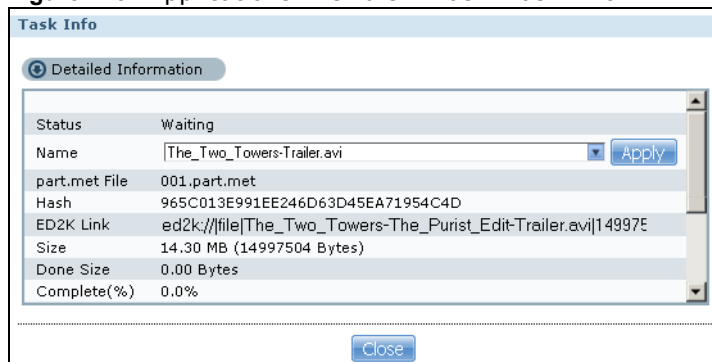 Task Info
Detailed Information
Status Waiting
Name The_Two_Towers-Trailer.avi Apply
part.met File 001.part.met
Hash 965C013E991EE246D63D45EA71954C4D
ED2K Link ed2k://|file|The_Two_Towers-The_Purist_Edit-Trailer.avi|14997E
Size 14.30 MB (14997504 Bytes)
Done Size 0.00 Bytes
Complete(%) 0.0%
Close